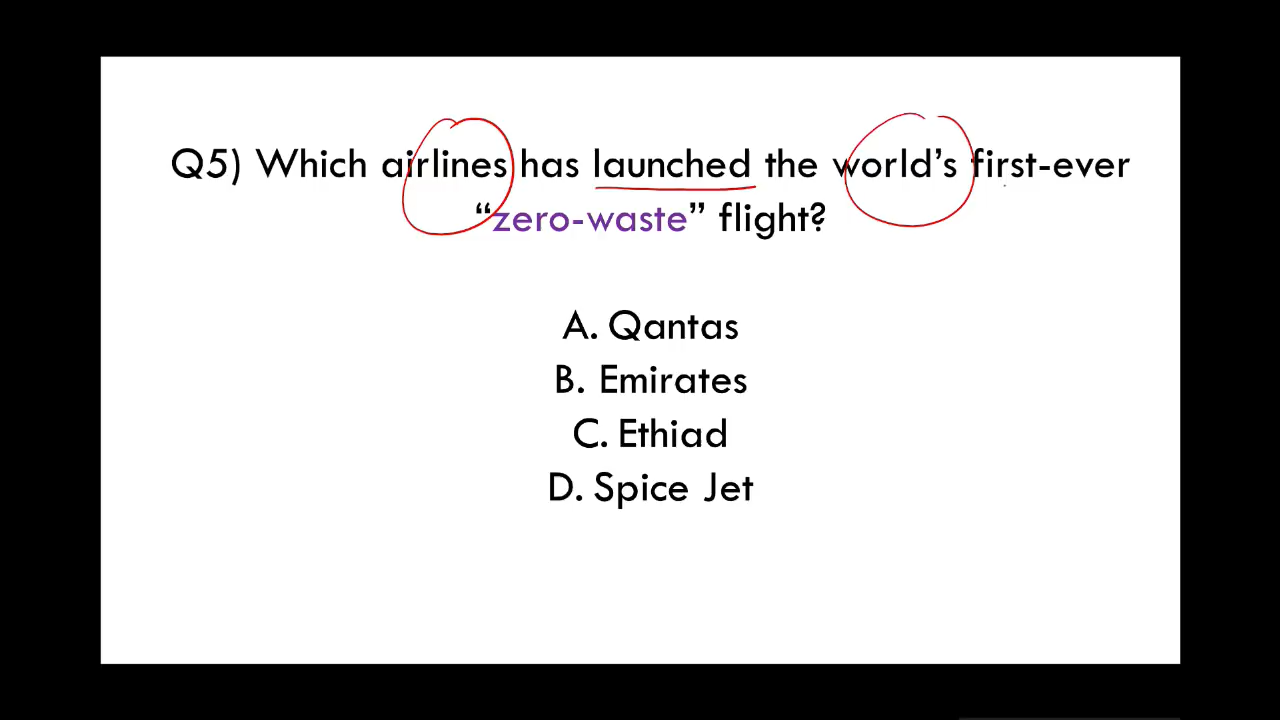 Q5) Which airlines has launched the world's first-ever
“zero-waste” flight?
A. Qantas
B. Emirates
C. Ethiad
D. Spice Jet